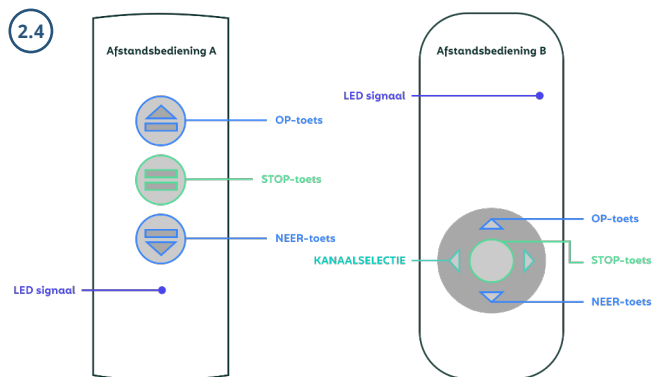 2.4
Afstandsbediening A
OP-toets
STOP-toets
NEER-toets
LED signaal
Afstandsbediening B
LED signaal
OP-toets
KANAALSELECTIE
STOP-toets
NEER-toets